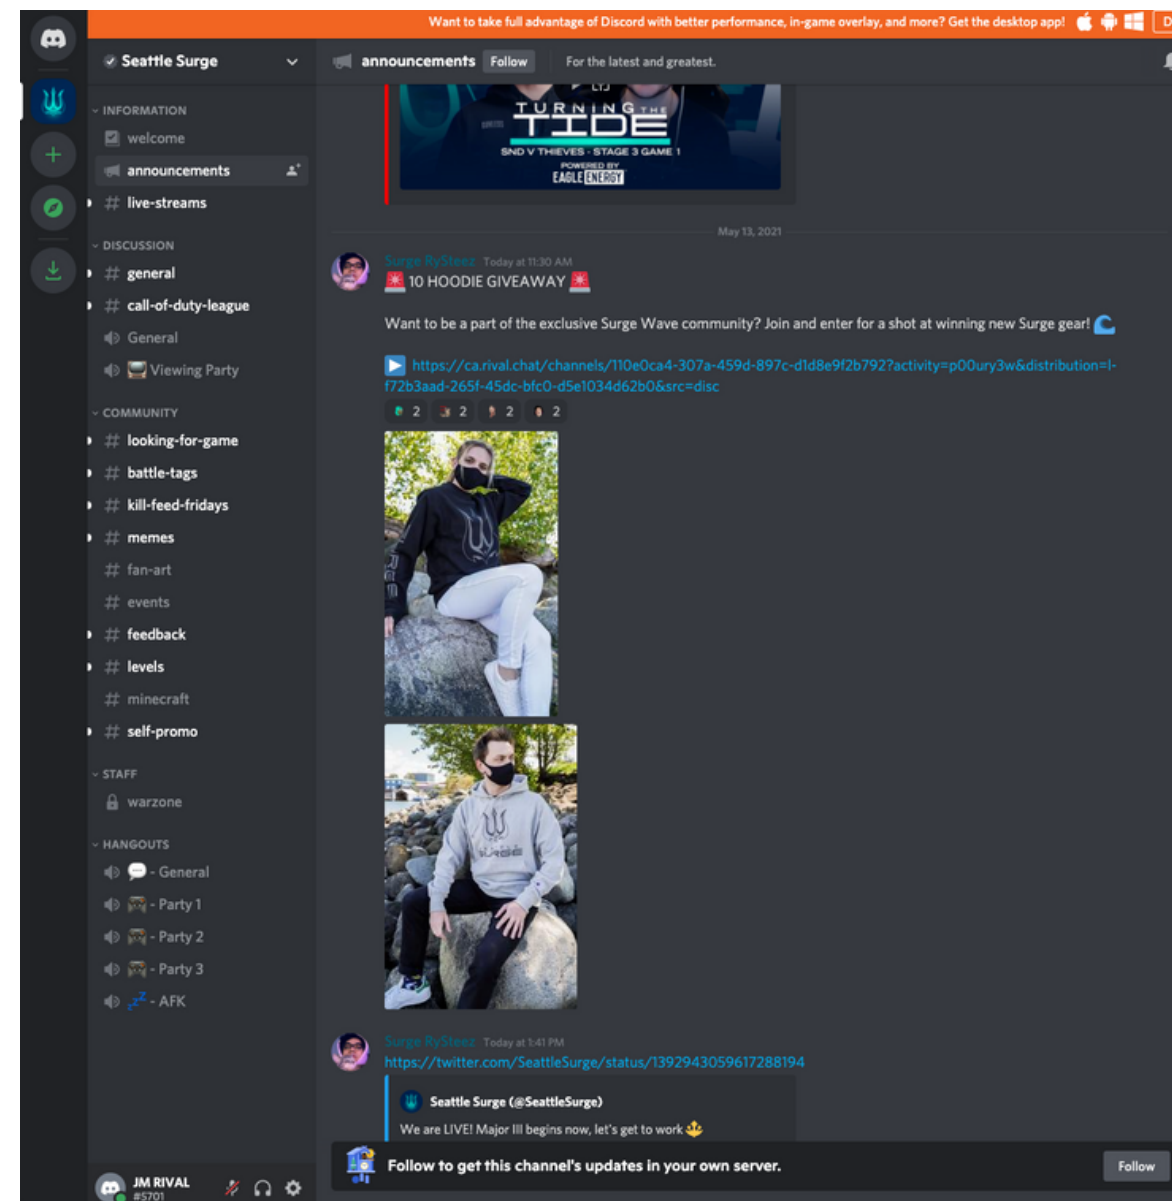 Want to take full advantage of Discord with better performance, in-game overlay, and more? Get the desktop app!
D
Seattle Surge
INFORMATION
welcome
announcements
# live-streams
DISCUSSION
# general
# call-of-duty-league
General
Viewing Party
COMMUNITY
# looking-for-game
# battle-tags
# kill-feed-fridays
# memes
# fan-art
# events
# feedback
# levels
# minecraft
# self-promo
STAFF
warzone
HANGOUTS
💬 - General
🎮 - Party 1
🎮 - Party 2
🎮 - Party 3
💤 - AFK
JM RIVAL
#5701
announcements Follow For the latest and greatest.
TURNING THE
TIDE
SND V THIEVES - STAGE 3 GAME 1
POWERED BY
EAGLE ENERGY
May 13, 2021
Surge RySteez Today at 11:30 AM
🚨 10 HOODIE GIVEAWAY 🚨
Want to be a part of the exclusive Surge Wave community? Join and enter for a shot at winning new Surge gear! 🌊
▶️ https://ca.rival.chat/channels/110e0ca4-307a-459d-897c-d1d8e9f2b792?activity=p00ury3w&distribution=l-
f72b3aad-265f-45dc-bfc0-d5e1034d62b0&src=disc
2 2 2 2
SURGE
Surge RySteez Today at 1:41 PM
https://twitter.com/SeattleSurge/status/1392943059617288194
Seattle Surge (@SeattleSurge)
We are LIVE! Major III begins now, let's get to work 🔱
Follow to get this channel's updates in your own server.
Follow